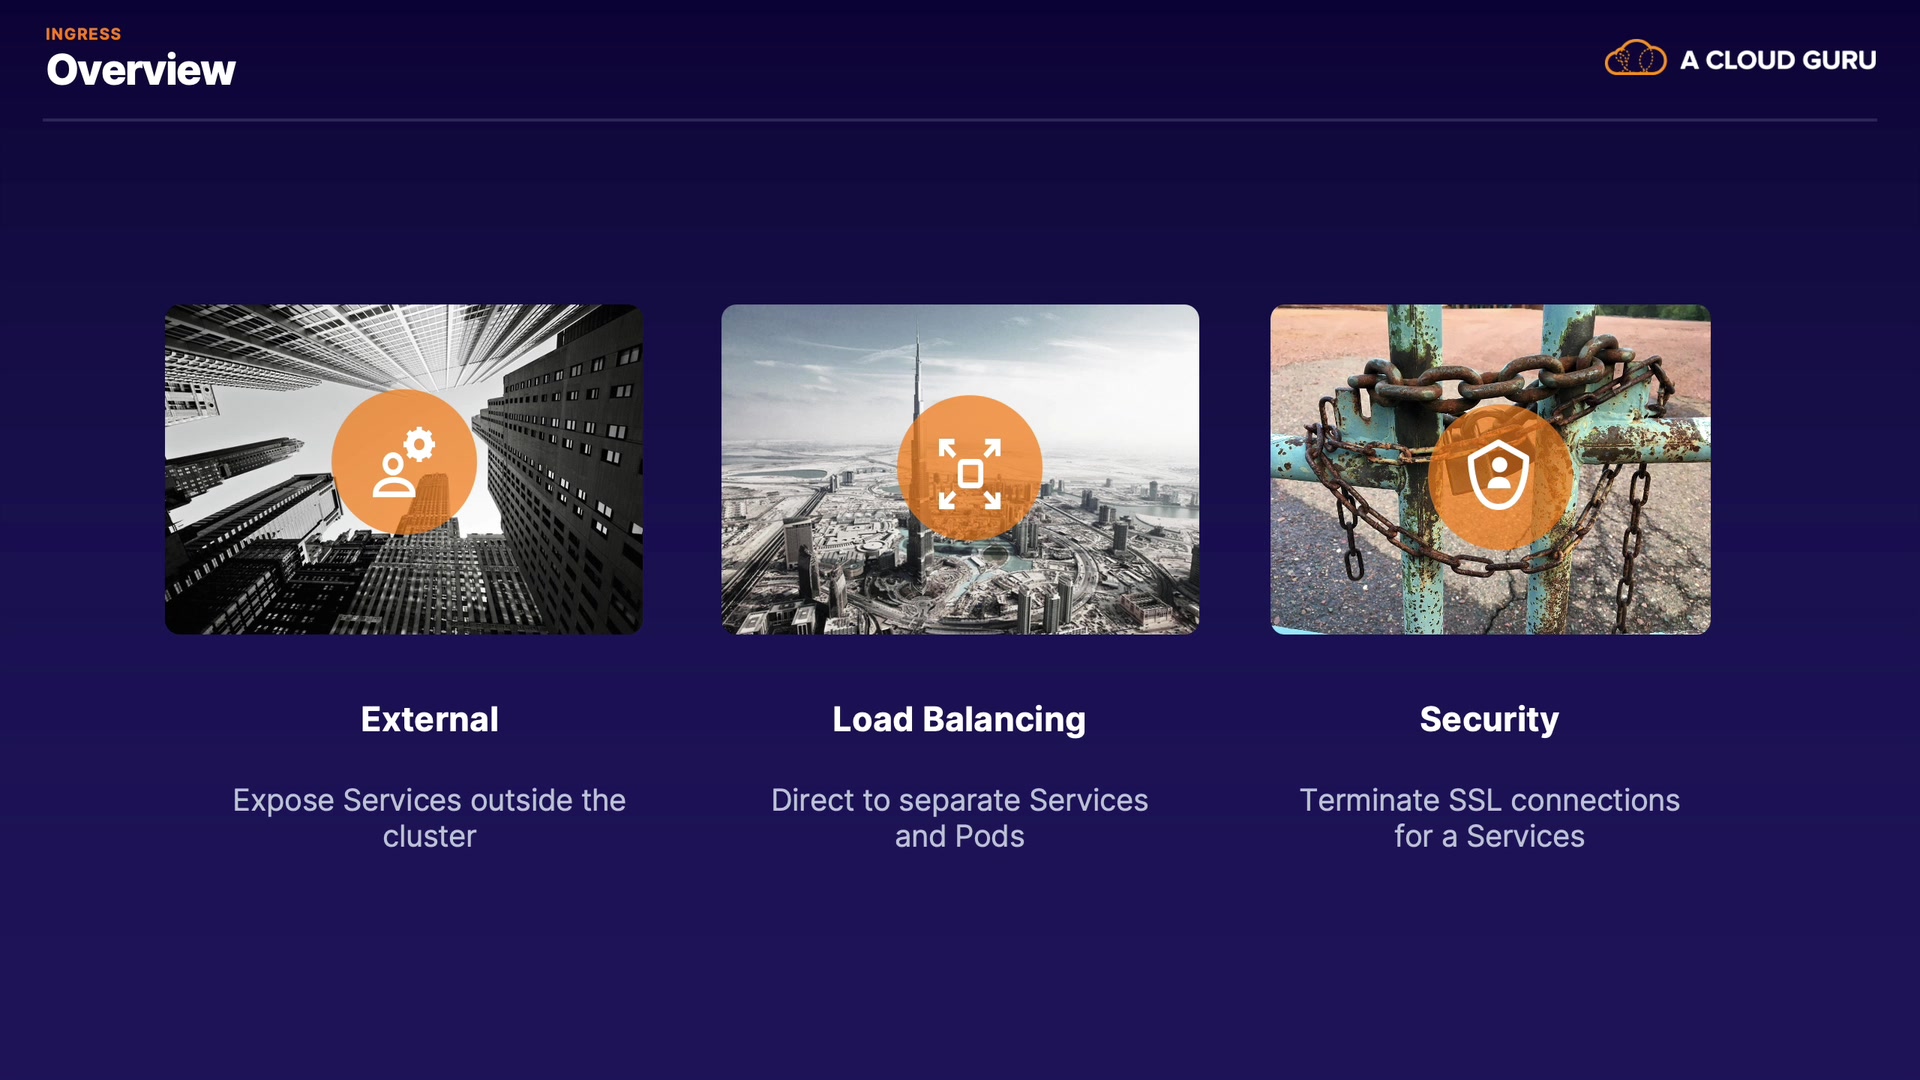 INGRESS
Overview
A CLOUD GURU
External
Expose Services outside the
cluster
Load Balancing
Direct to separate Services
and Pods
Security
Terminate SSL connections
for a Services